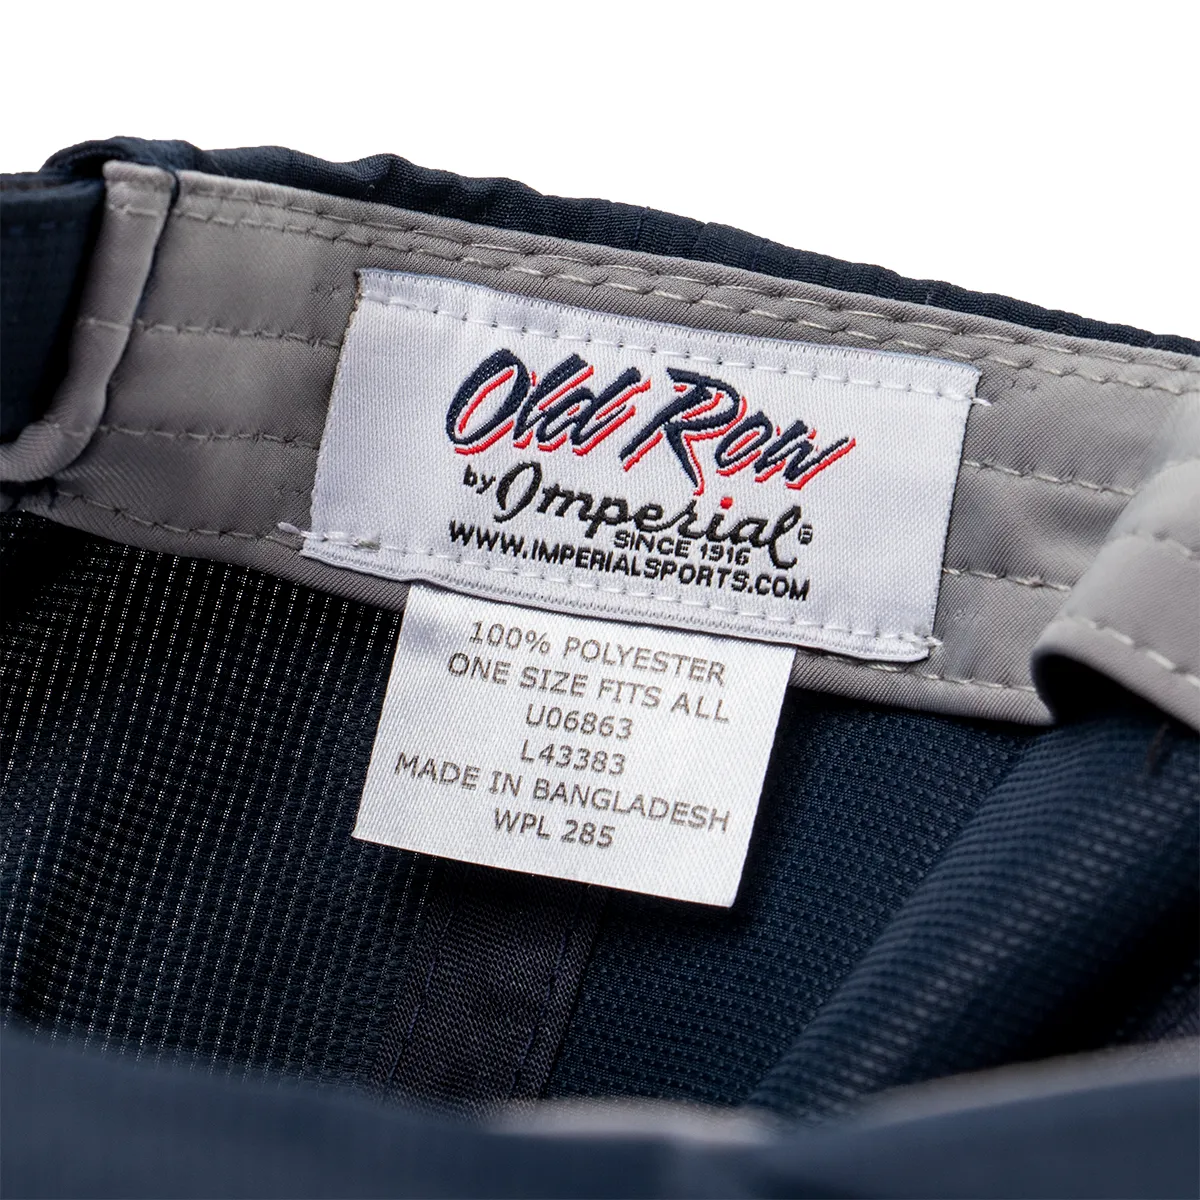 Old Row
by Imperial
SINCE 1916
WWW.IMPERIALSPORTS.COM
100% POLYESTER
ONE SIZE FITS ALL
U06863
L43383
MADE IN BANGLADESH
WPL 285